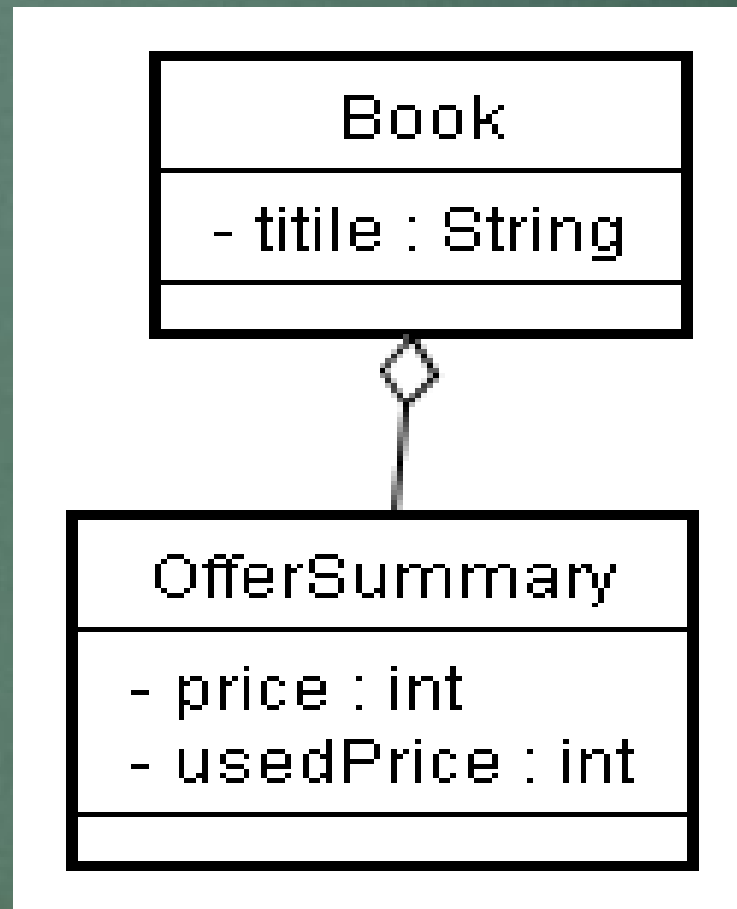 Book
- titile : String
OfferSummary
- price : int
- usedPrice : int